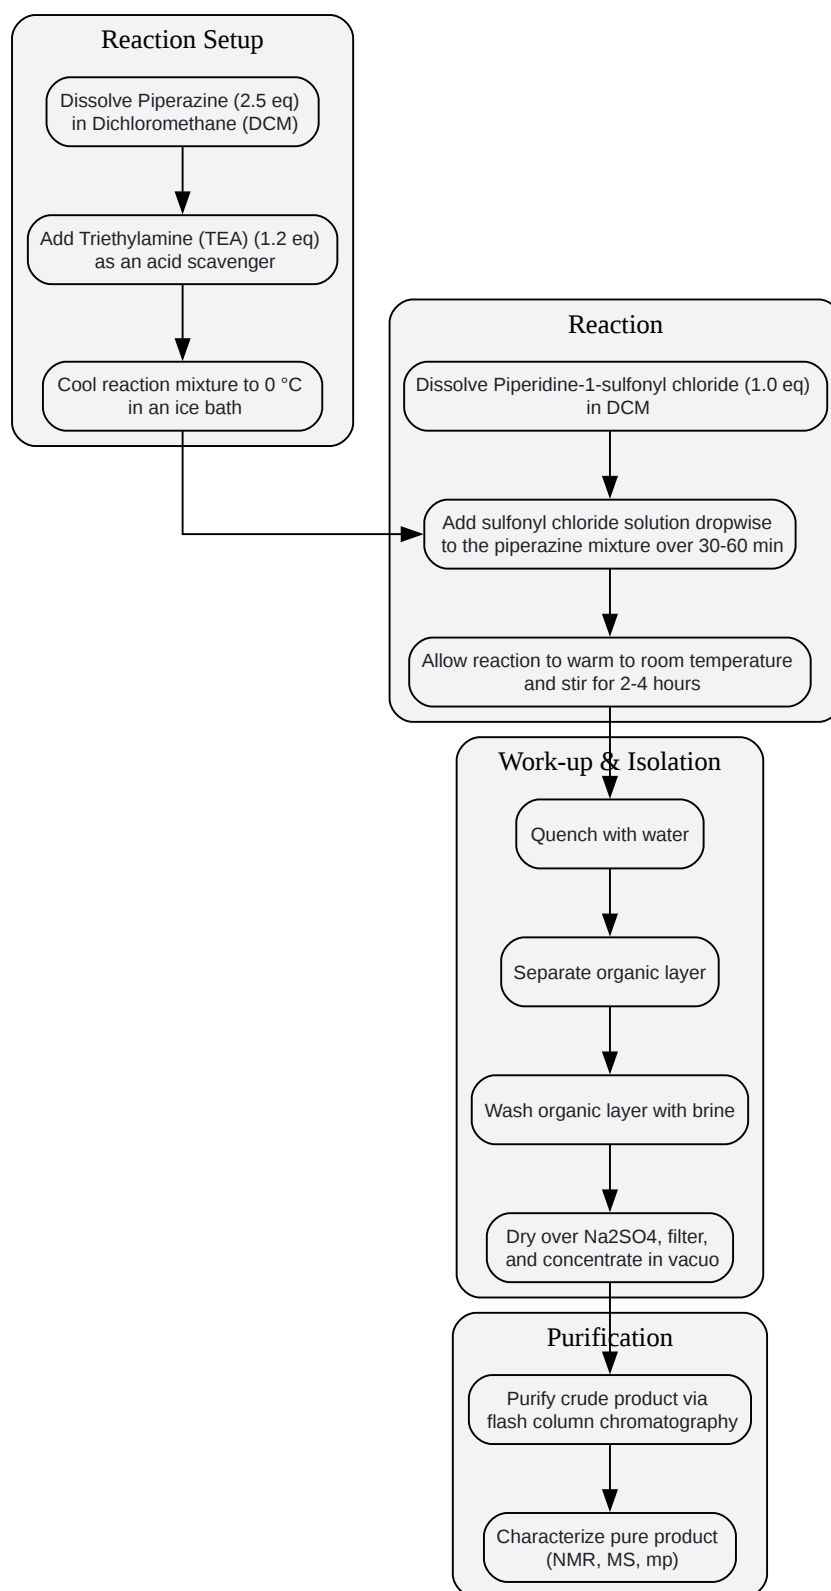 Reaction Setup
Dissolve Piperazine (2.5 eq)
in Dichloromethane (DCM)
Add Triethylamine (TEA) (1.2 eq)
as an acid scavenger
Cool reaction mixture to 0 °C
in an ice bath
Reaction
Dissolve Piperidine-1-sulfonyl chloride (1.0 eq)
in DCM
Add sulfonyl chloride solution dropwise
to the piperazine mixture over 30-60 min
Allow reaction to warm to room temperature
and stir for 2-4 hours
Work-up & Isolation
Quench with water
Separate organic layer
Wash organic layer with brine
Dry over Na2SO4, filter,
and concentrate in vacuo
Purification
Purify crude product via
flash column chromatography
Characterize pure product
(NMR, MS, mp)